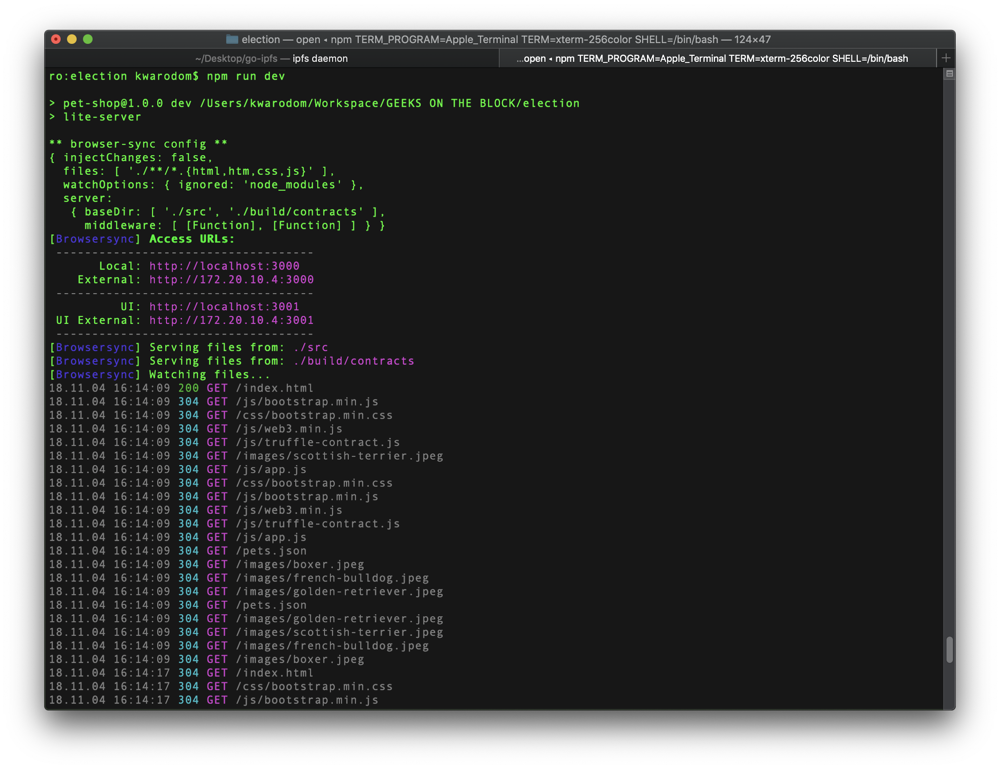 election — open ◂ npm TERM_PROGRAM=Apple_Terminal TERM=xterm-256color SHELL=/bin/bash — 124×47
~/Desktop/go-ipfs — ipfs daemon
...open ◂ npm TERM_PROGRAM=Apple_Terminal TERM=xterm-256color SHELL=/bin/bash
ro:election kwarodom$ npm run dev
> pet-shop@1.0.0 dev /Users/kwarodom/Workspace/GEEKS ON THE BLOCK/election
> lite-server
** browser-sync config **
{ injectChanges: false,
  files: [ './**/*.{html,htm,css,js}' ],
  watchOptions: { ignored: 'node_modules' },
  server:
   { baseDir: [ './src', './build/contracts' ],
     middleware: [ [Function], [Function] ] } }
[Browsersync] Access URLs:
 ------------------------------------
       Local: http://localhost:3000
    External: http://172.20.10.4:3000
 ------------------------------------
          UI: http://localhost:3001
 UI External: http://172.20.10.4:3001
 ------------------------------------
[Browsersync] Serving files from: ./src
[Browsersync] Serving files from: ./build/contracts
[Browsersync] Watching files...
18.11.04 16:14:09 200 GET /index.html
18.11.04 16:14:09 304 GET /js/bootstrap.min.js
18.11.04 16:14:09 304 GET /css/bootstrap.min.css
18.11.04 16:14:09 304 GET /js/web3.min.js
18.11.04 16:14:09 304 GET /js/truffle-contract.js
18.11.04 16:14:09 304 GET /images/scottish-terrier.jpeg
18.11.04 16:14:09 304 GET /js/app.js
18.11.04 16:14:09 304 GET /css/bootstrap.min.css
18.11.04 16:14:09 304 GET /js/bootstrap.min.js
18.11.04 16:14:09 304 GET /js/web3.min.js
18.11.04 16:14:09 304 GET /js/truffle-contract.js
18.11.04 16:14:09 304 GET /js/app.js
18.11.04 16:14:09 304 GET /pets.json
18.11.04 16:14:09 304 GET /images/boxer.jpeg
18.11.04 16:14:09 304 GET /images/french-bulldog.jpeg
18.11.04 16:14:09 304 GET /images/golden-retriever.jpeg
18.11.04 16:14:09 304 GET /pets.json
18.11.04 16:14:09 304 GET /images/golden-retriever.jpeg
18.11.04 16:14:09 304 GET /images/scottish-terrier.jpeg
18.11.04 16:14:09 304 GET /images/french-bulldog.jpeg
18.11.04 16:14:09 304 GET /images/boxer.jpeg
18.11.04 16:14:17 304 GET /index.html
18.11.04 16:14:17 304 GET /css/bootstrap.min.css
18.11.04 16:14:17 304 GET /js/bootstrap.min.js